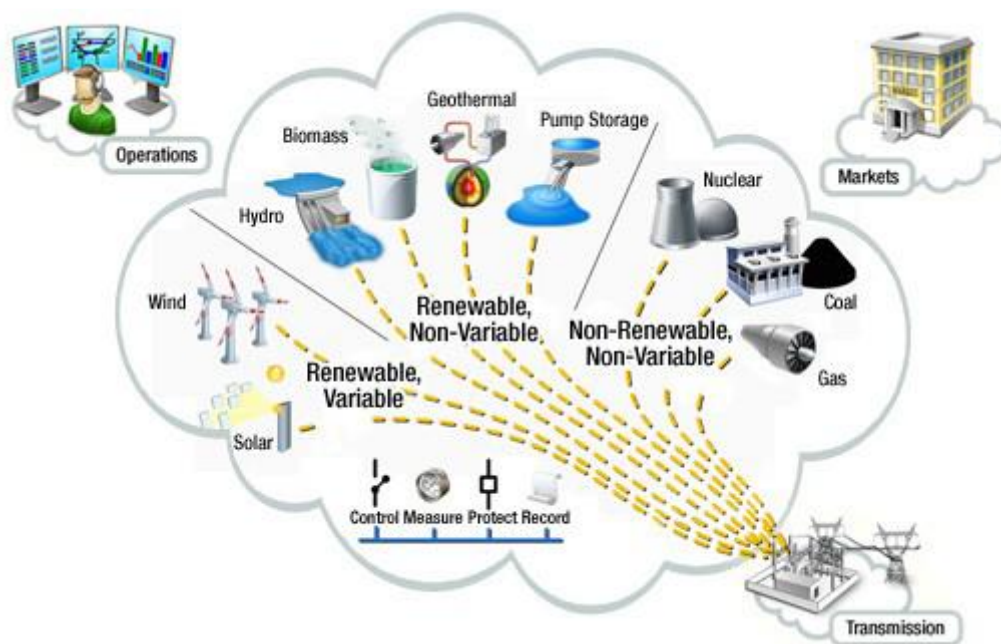 Operations
Markets
Geothermal
Biomass
Pump Storage
Hydro
Nuclear
Wind
Coal
Renewable,
Non-Variable
Non-Renewable,
Non-Variable
Gas
Renewable,
Variable
Solar
Control Measure Protect Record
Transmission